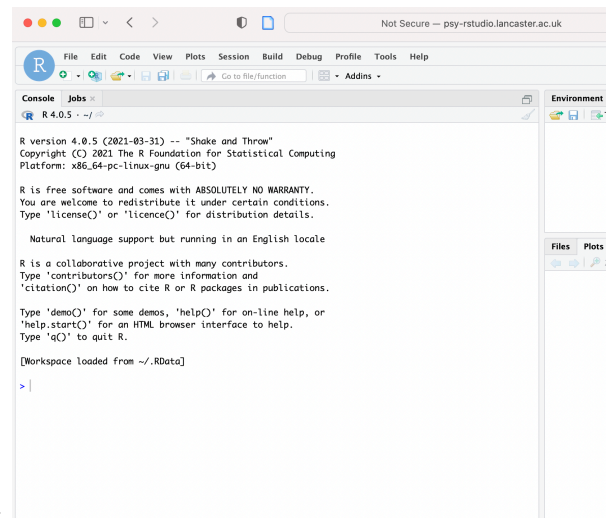 Not Secure — psy-rstudio.lancaster.ac.uk
R File Edit Code View Plots Session Build Debug Profile Tools Help
Go to file/function Addins
Console Jobs Environment
R R 4.0.5 · ~/
R version 4.0.5 (2021-03-31) -- "Shake and Throw"
Copyright (C) 2021 The R Foundation for Statistical Computing
Platform: x86_64-pc-linux-gnu (64-bit)
R is free software and comes with ABSOLUTELY NO WARRANTY.
You are welcome to redistribute it under certain conditions.
Type 'license()' or 'licence()' for distribution details.
Natural language support but running in an English locale
R is a collaborative project with many contributors.
Type 'contributors()' for more information and
'citation()' on how to cite R or R packages in publications.
Type 'demo()' for some demos, 'help()' for on-line help, or
'help.start()' for an HTML browser interface to help.
Type 'q()' to quit R.
[Workspace loaded from ~/.RData]
>
Files Plots